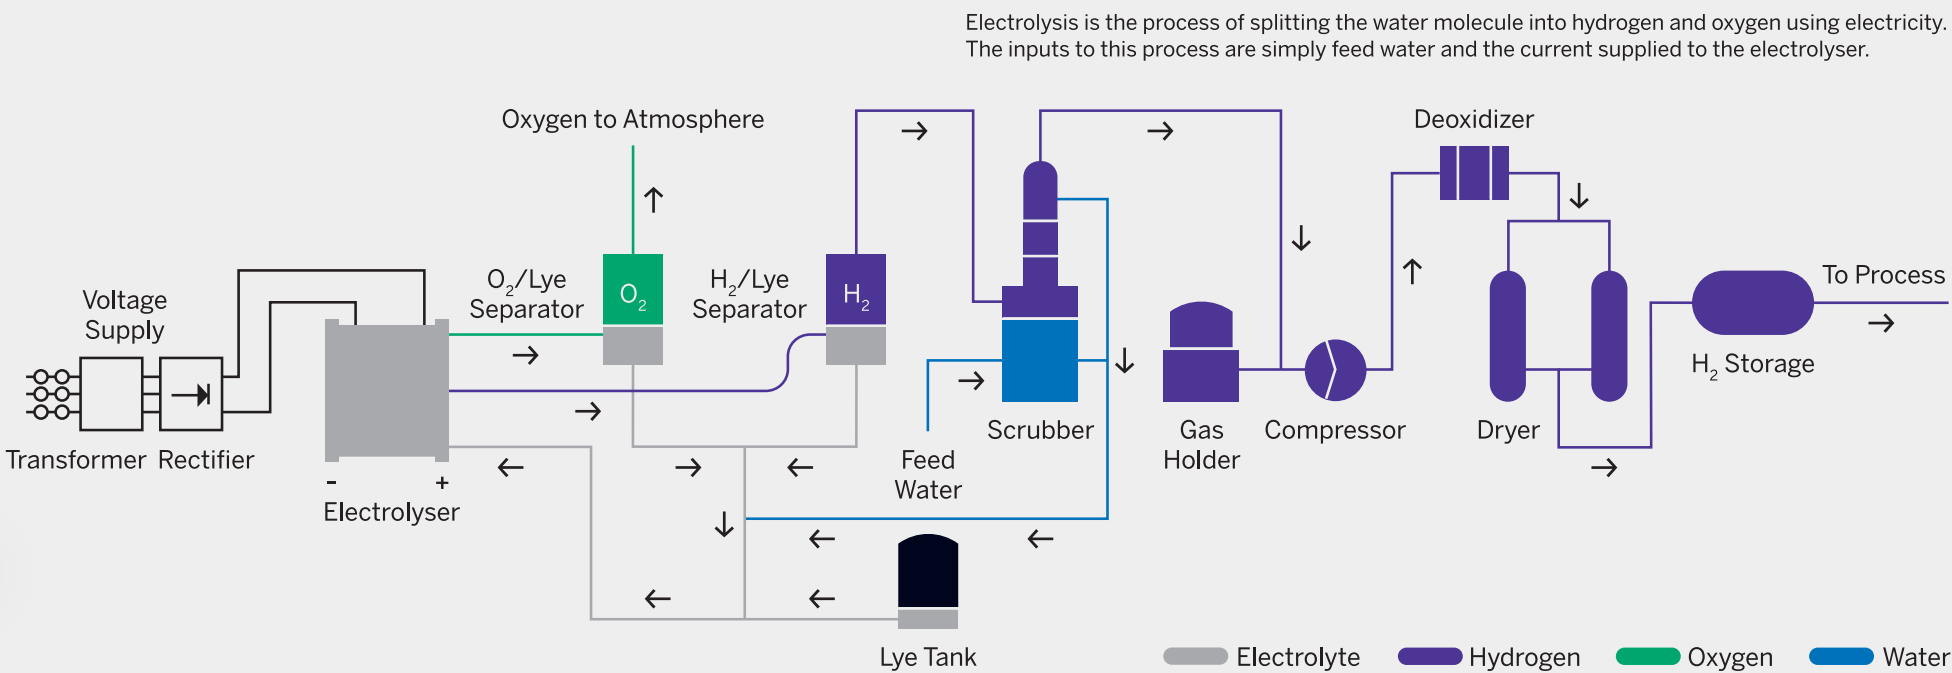 Electrolysis is the process of splitting the water molecule into hydrogen and oxygen using electricity.
The inputs to this process are simply feed water and the current supplied to the electrolyser.
Oxygen to Atmosphere
Deoxidizer
Voltage
Supply
O₂/Lye
Separator
O₂
H₂/Lye
Separator
H₂
To Process
H₂ Storage
Transformer
Rectifier
-
+
Electrolyser
Feed
Water
Scrubber
Gas
Holder
Compressor
Dryer
Lye Tank
Electrolyte
Hydrogen
Oxygen
Water